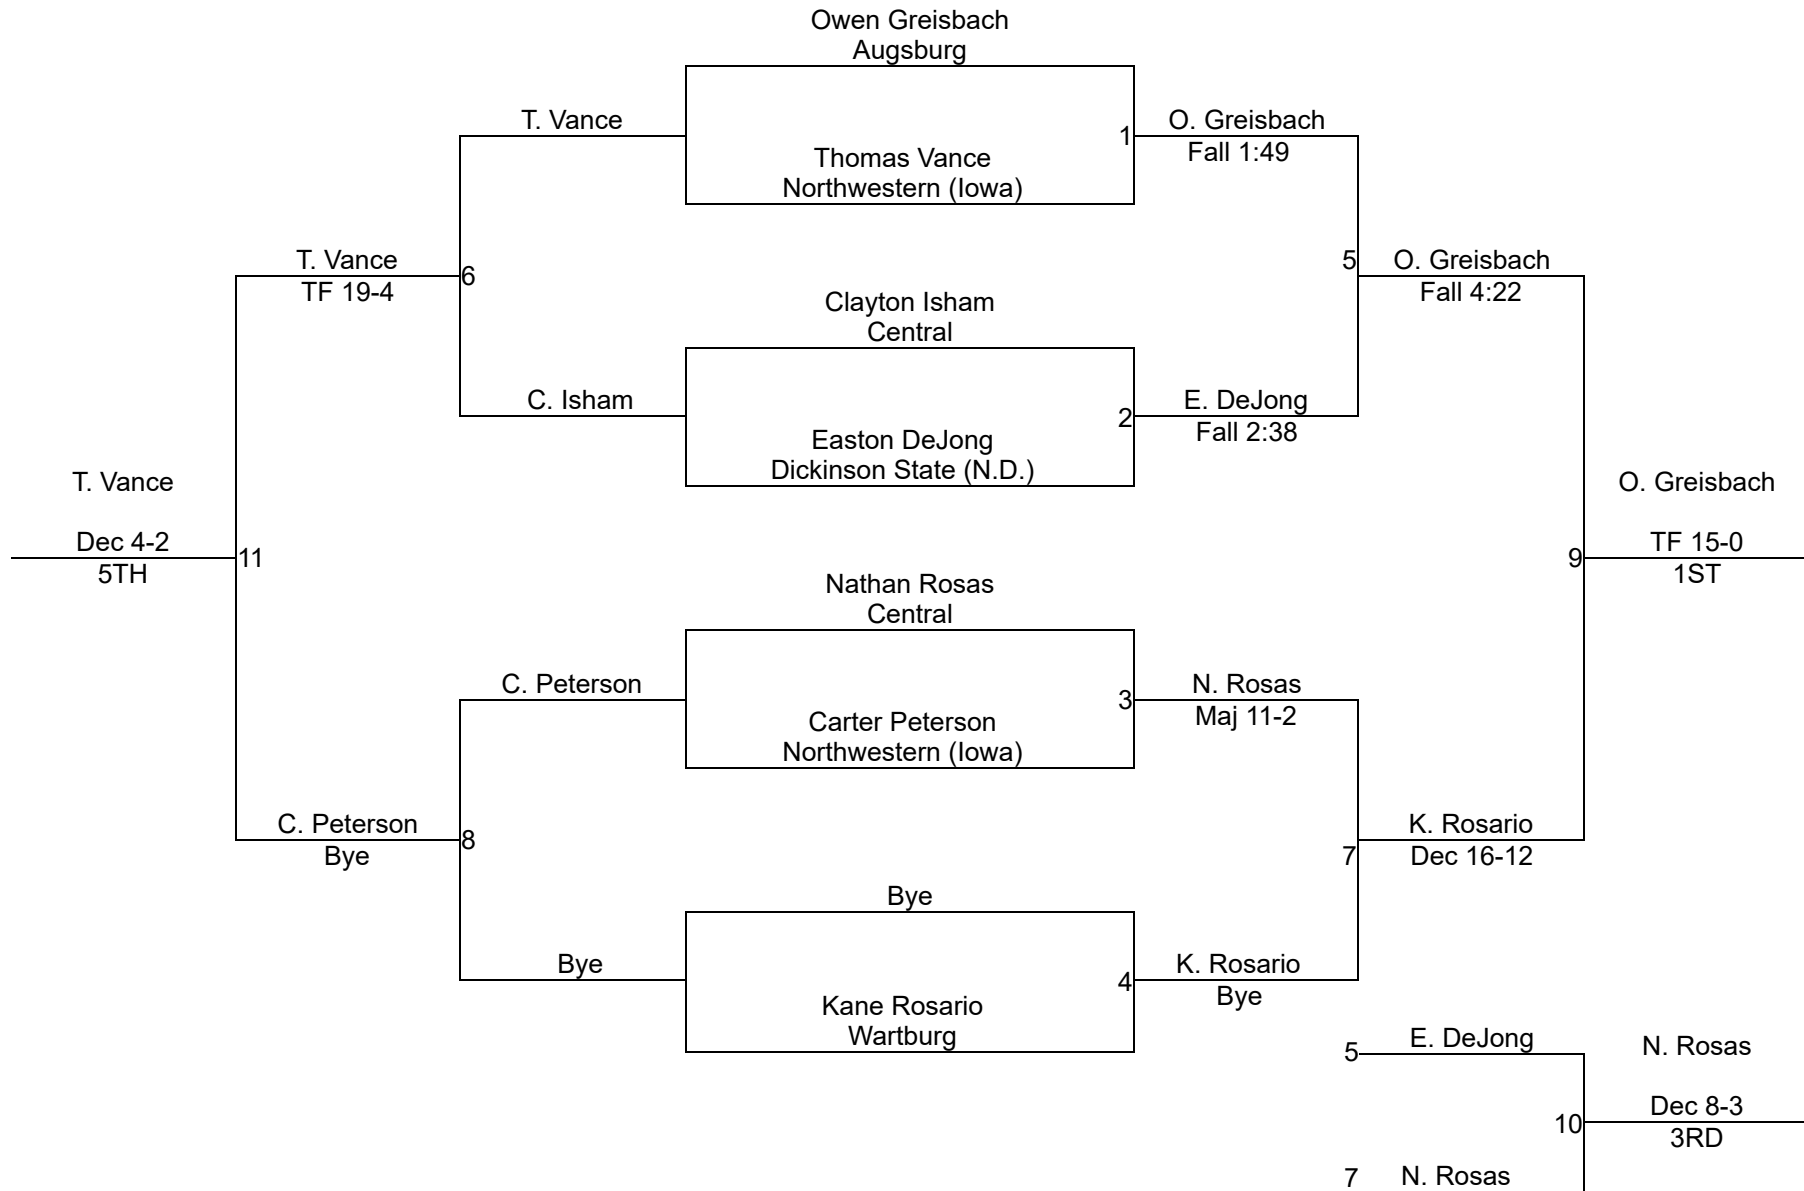 Owen Greisbach
Augsburg
T. Vance
1
O. Greisbach
Fall 1:49
Thomas Vance
Northwestern (Iowa)
T. Vance
TF 19-4
6
5
O. Greisbach
Fall 4:22
Clayton Isham
Central
C. Isham
2
E. DeJong
Fall 2:38
Easton DeJong
Dickinson State (N.D.)
T. Vance
Dec 4-2
5TH
11
9
O. Greisbach
TF 15-0
1ST
Nathan Rosas
Central
C. Peterson
3
N. Rosas
Maj 11-2
Carter Peterson
Northwestern (Iowa)
C. Peterson
Bye
8
7
K. Rosario
Dec 16-12
Bye
Bye
4
K. Rosario
Bye
Kane Rosario
Wartburg
5
E. DeJong
N. Rosas
10
Dec 8-3
3RD
7
N. Rosas